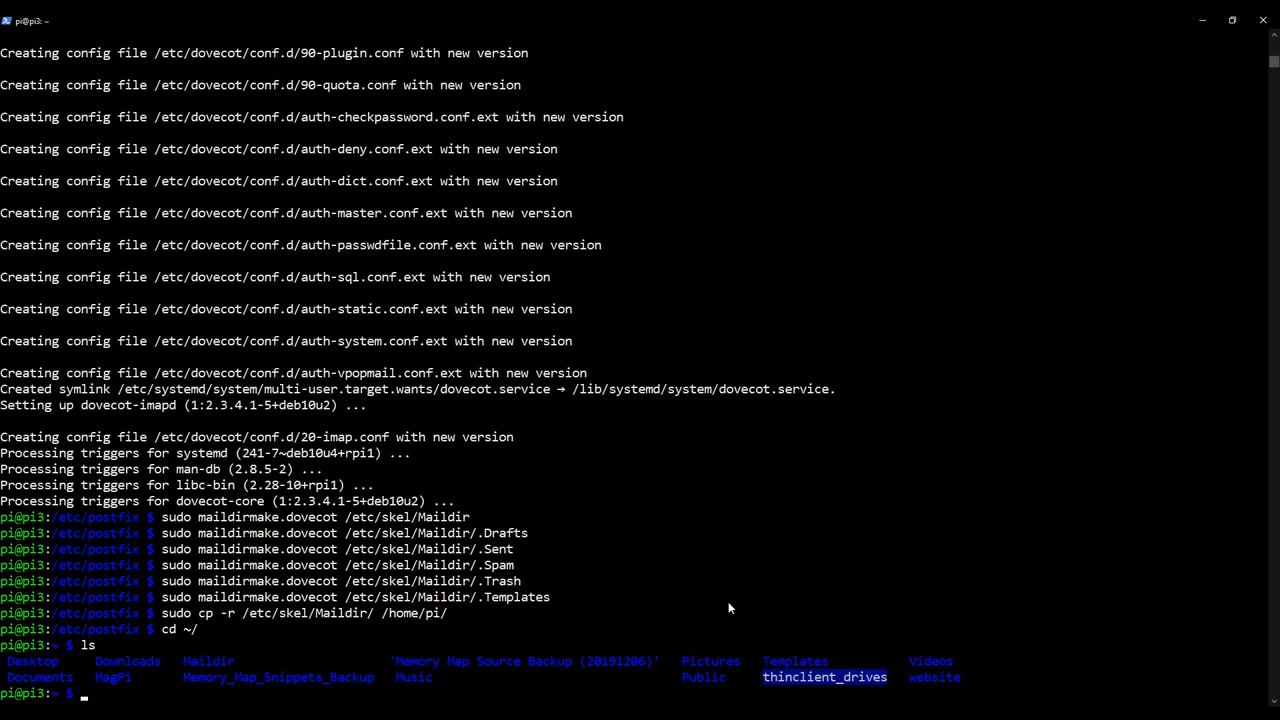 pi@pi3: ~
Creating config file /etc/dovecot/conf.d/90-plugin.conf with new version
Creating config file /etc/dovecot/conf.d/90-quota.conf with new version
Creating config file /etc/dovecot/conf.d/auth-checkpassword.conf.ext with new version
Creating config file /etc/dovecot/conf.d/auth-deny.conf.ext with new version
Creating config file /etc/dovecot/conf.d/auth-dict.conf.ext with new version
Creating config file /etc/dovecot/conf.d/auth-master.conf.ext with new version
Creating config file /etc/dovecot/conf.d/auth-passwdfile.conf.ext with new version
Creating config file /etc/dovecot/conf.d/auth-sql.conf.ext with new version
Creating config file /etc/dovecot/conf.d/auth-static.conf.ext with new version
Creating config file /etc/dovecot/conf.d/auth-system.conf.ext with new version
Creating config file /etc/dovecot/conf.d/auth-vpopmail.conf.ext with new version
Created symlink /etc/systemd/system/multi-user.target.wants/dovecot.service → /lib/systemd/system/dovecot.service.
Setting up dovecot-imapd (1:2.3.4.1-5+deb10u2) ...
Creating config file /etc/dovecot/conf.d/20-imap.conf with new version
Processing triggers for systemd (241-7~deb10u4+rpi1) ...
Processing triggers for man-db (2.8.5-2) ...
Processing triggers for libc-bin (2.28-10+rpi1) ...
Processing triggers for dovecot-core (1:2.3.4.1-5+deb10u2) ...
pi@pi3:/etc/postfix $ sudo maildirmake.dovecot /etc/skel/Maildir
pi@pi3:/etc/postfix $ sudo maildirmake.dovecot /etc/skel/Maildir/.Drafts
pi@pi3:/etc/postfix $ sudo maildirmake.dovecot /etc/skel/Maildir/.Sent
pi@pi3:/etc/postfix $ sudo maildirmake.dovecot /etc/skel/Maildir/.Spam
pi@pi3:/etc/postfix $ sudo maildirmake.dovecot /etc/skel/Maildir/.Trash
pi@pi3:/etc/postfix $ sudo maildirmake.dovecot /etc/skel/Maildir/.Templates
pi@pi3:/etc/postfix $ sudo cp -r /etc/skel/Maildir/ /home/pi/
pi@pi3:/etc/postfix $ cd ~/
pi@pi3:~ $ ls
Desktop Downloads Maildir 'Memory Map Source Backup (20191206)' Pictures Templates Videos
Documents MagPi Memory_Map_Snippets_Backup Music Public thinclient_drives website
pi@pi3:~ $